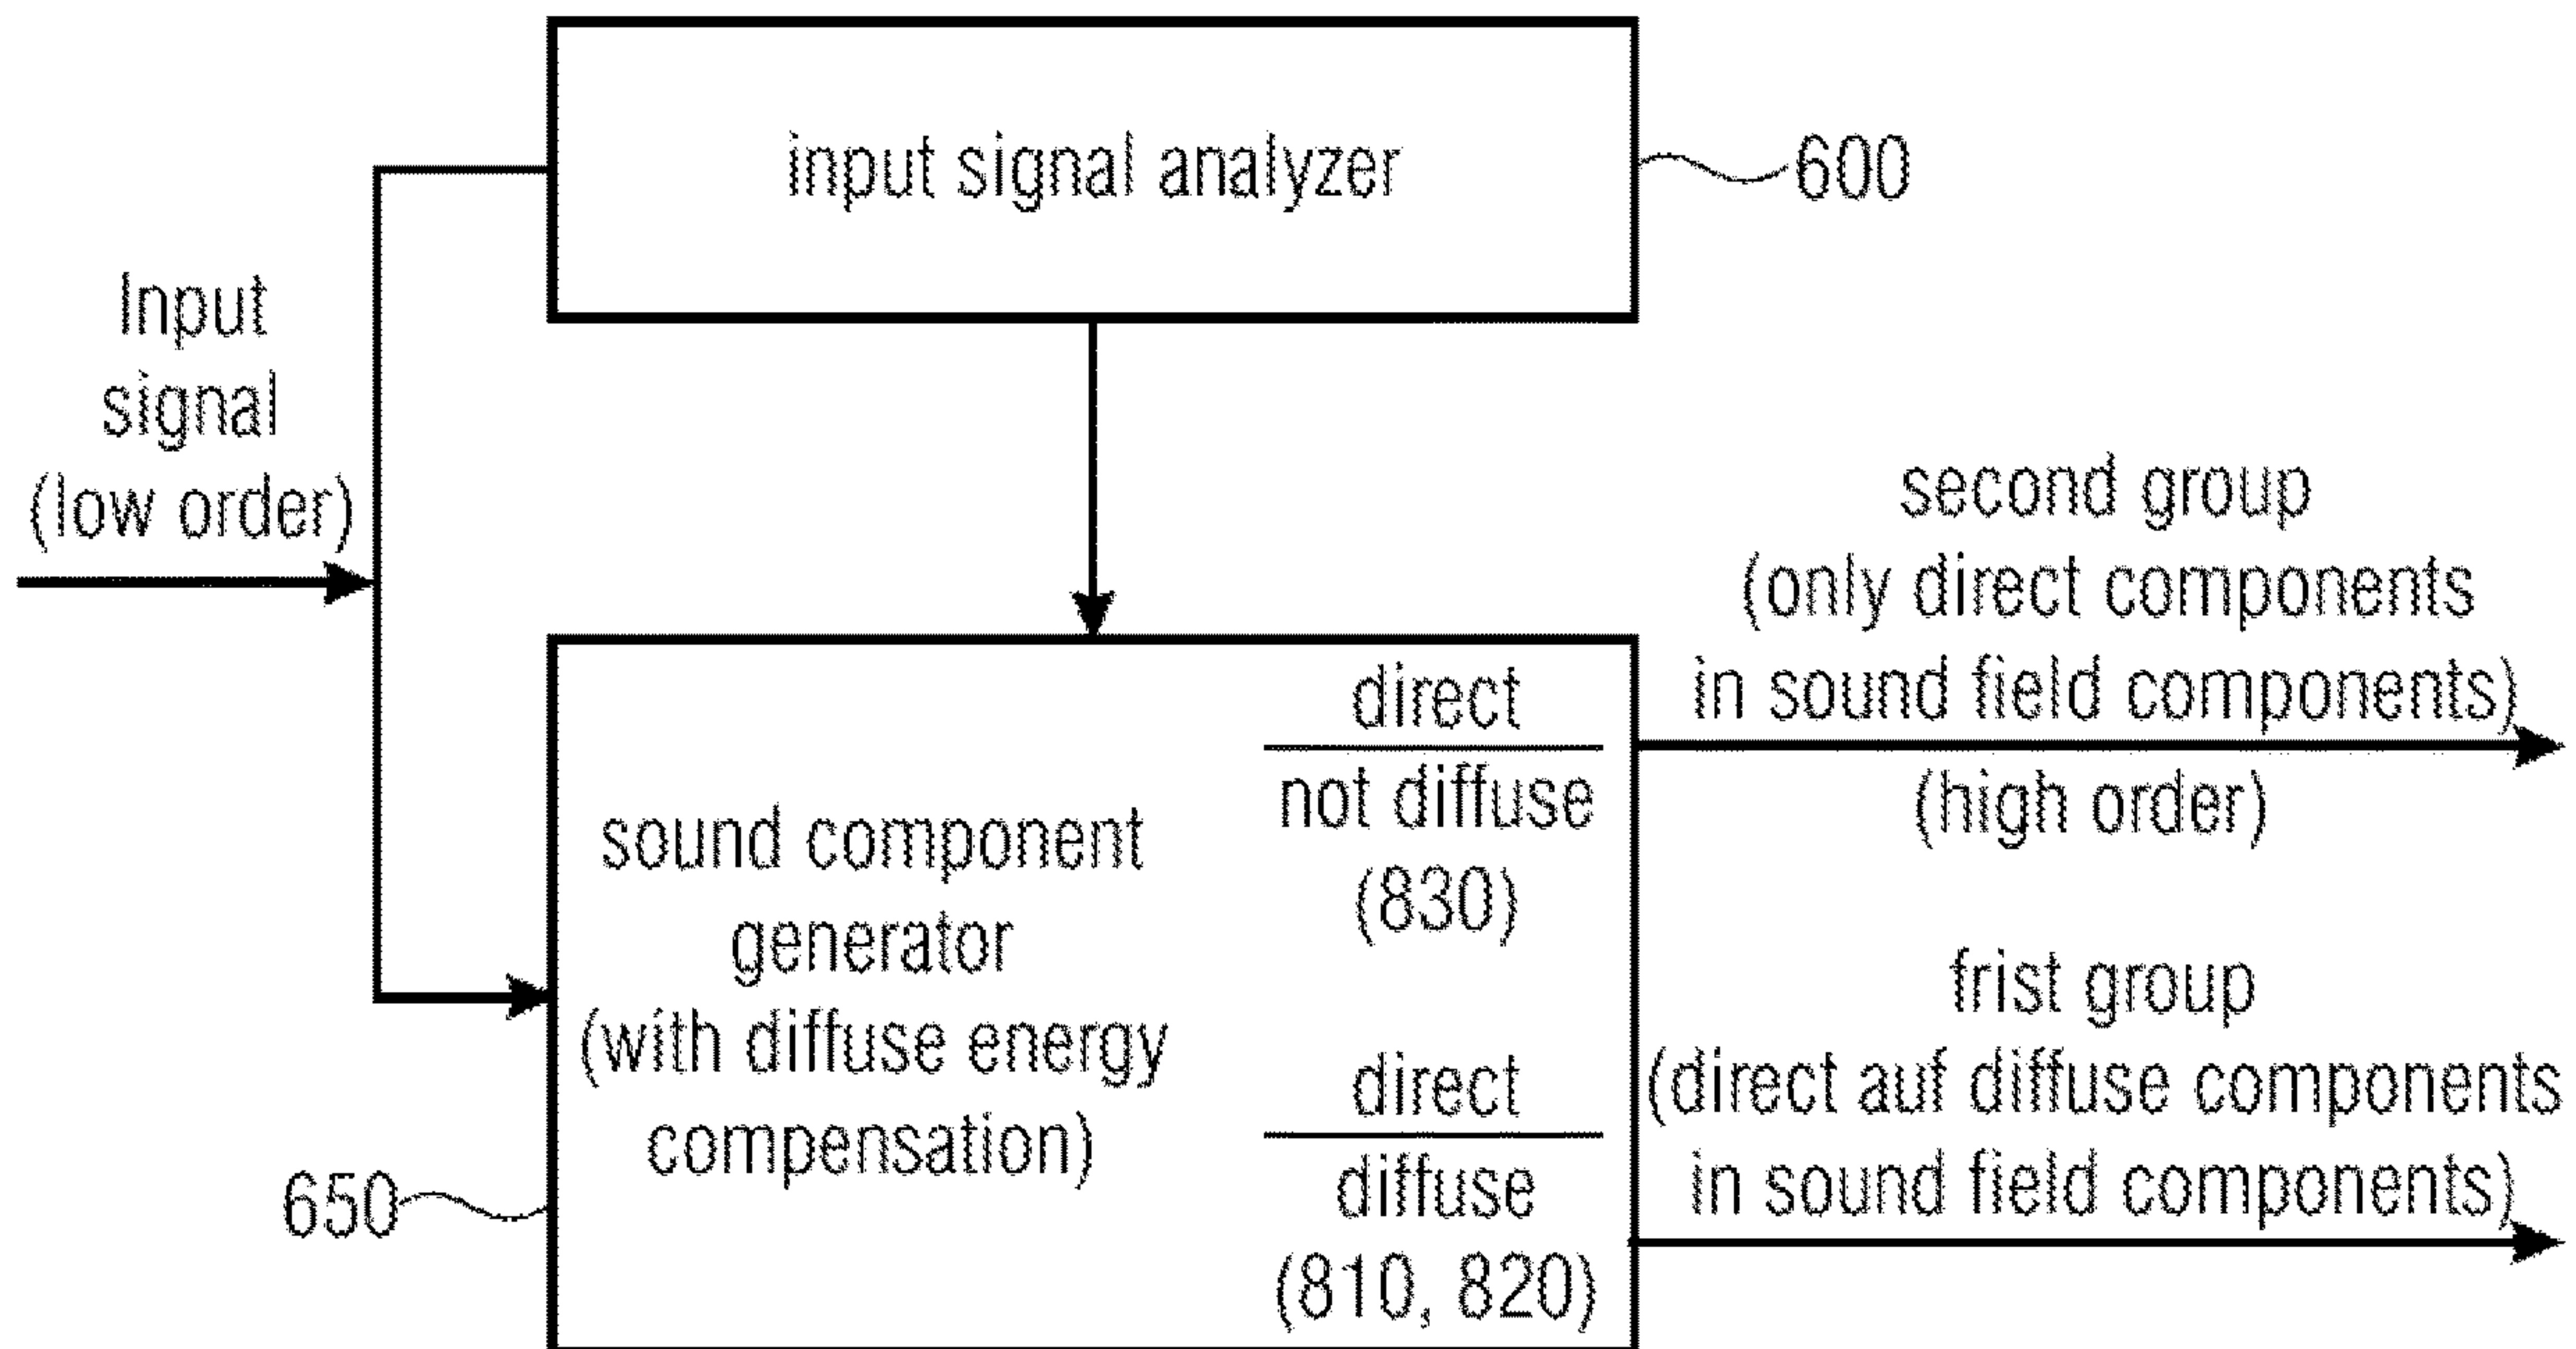 input signal analyzer
600
Input
signal
(low order)
second group
(only direct components
in sound field components)
(high order)
direct
not diffuse
(830)
sound component
generator
(with diffuse energy
compensation)
frist group
(direct auf diffuse components
in sound field components)
direct
diffuse
(810, 820)
650